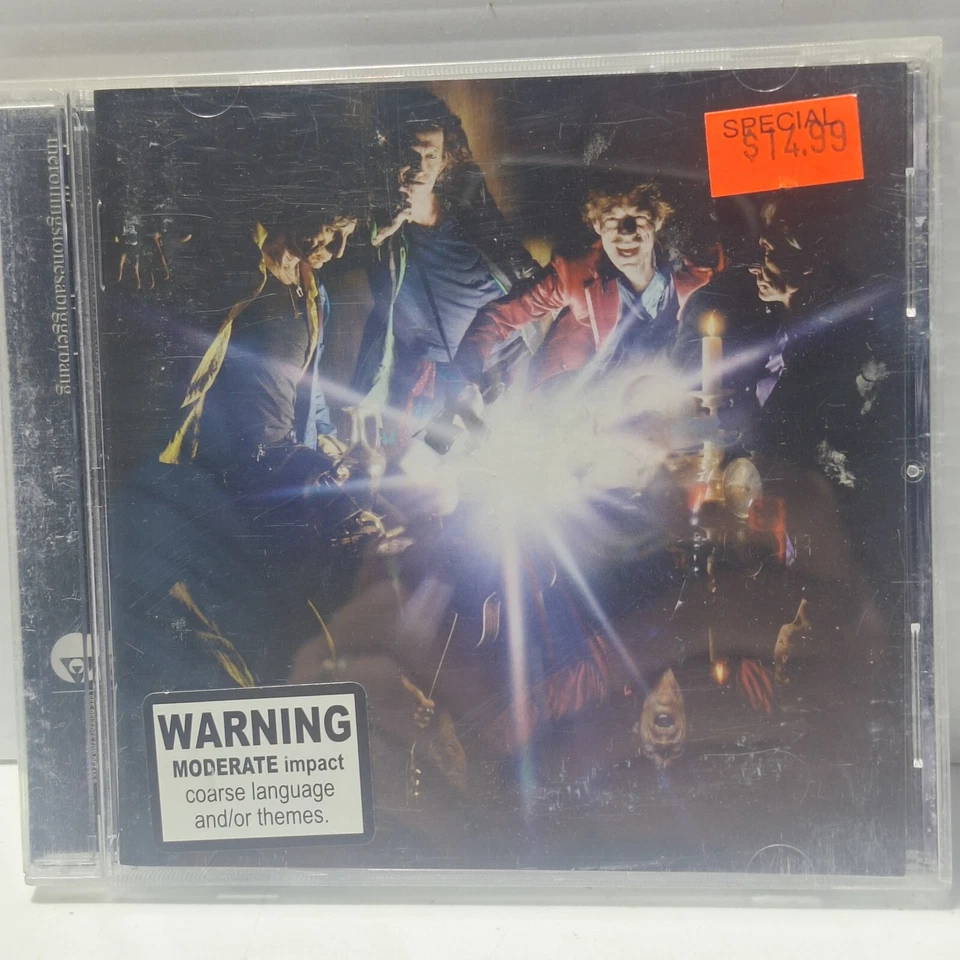 therollingstonesabiggerbang
SPECIAL
$14.99
WARNING
MODERATE impact
coarse language
and/or themes.